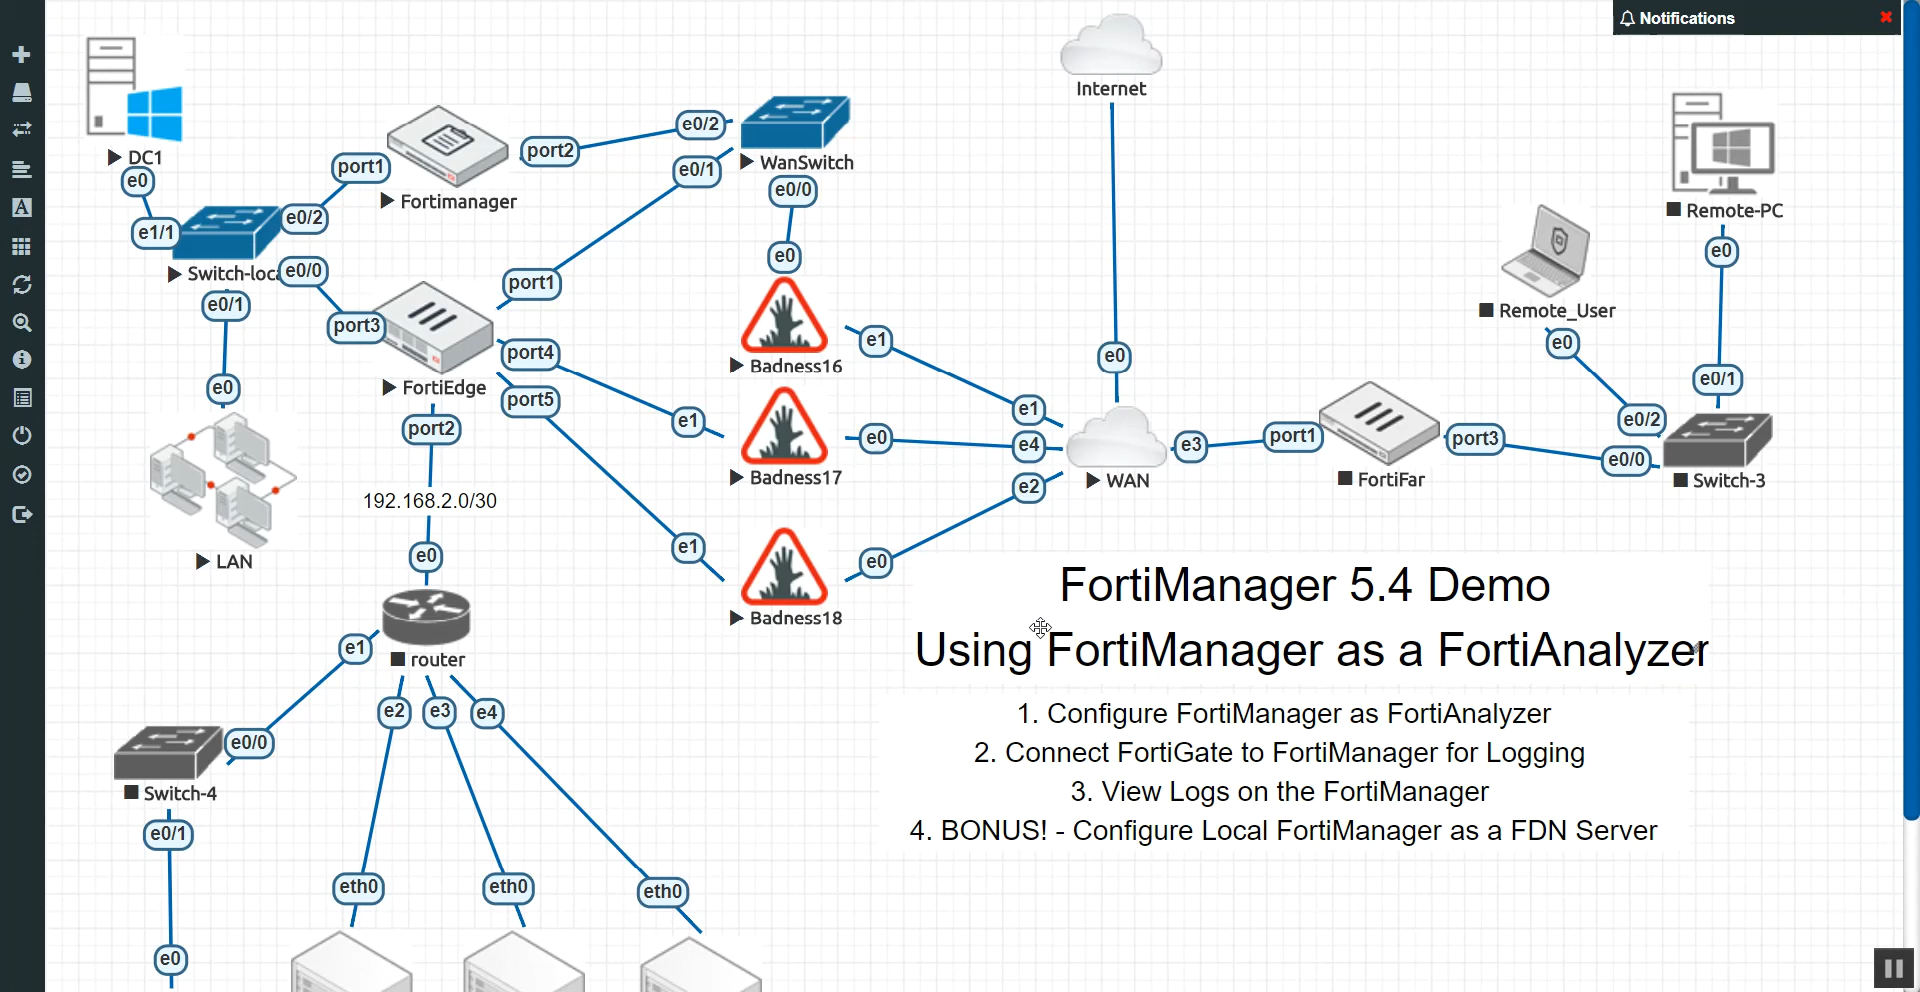 Notifications
Internet
DC1
e0
e1/1
port1
e0/2
Fortimanager
port2
e0/2
e0/1
WanSwitch
e0/0
e0
Switch-loca
e0/0
e0/1
e0
port3
port1
port4
port5
FortiEdge
port2
LAN
192.168.2.0/30
e0
Badness16
e1
e1
Badness17
e0
e1
Badness18
e0
e0
e1
e4
e2
WAN
e3
port1
FortiFar
port3
e0/0
e0/2
e0/1
Switch-3
Remote_User
e0
Remote-PC
e0
router
e1
e2
e3
e4
e0/0
Switch-4
e0/1
e0
eth0
eth0
eth0
FortiManager 5.4 Demo
Using FortiManager as a FortiAnalyzer
1. Configure FortiManager as FortiAnalyzer
2. Connect FortiGate to FortiManager for Logging
3. View Logs on the FortiManager
4. BONUS! - Configure Local FortiManager as a FDN Server